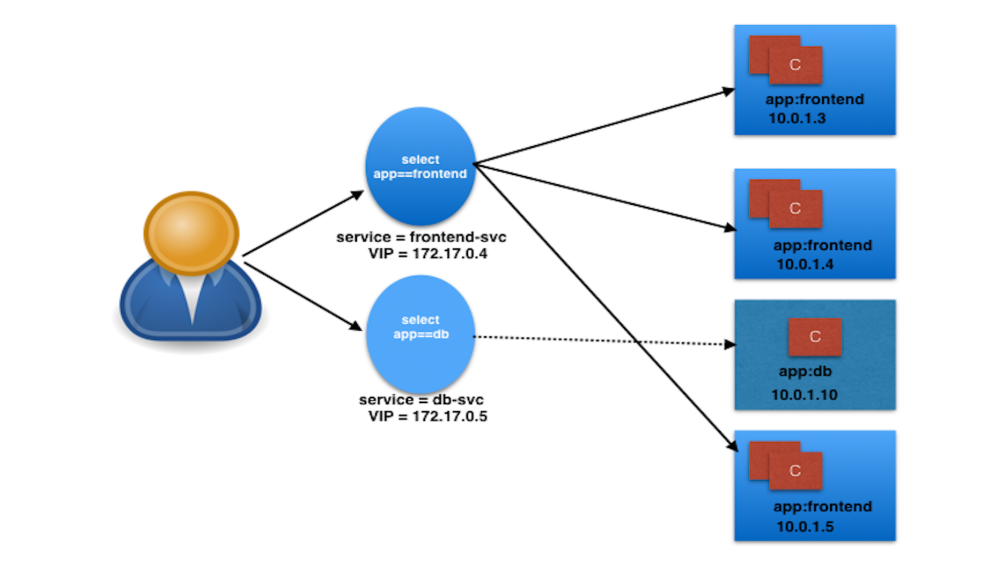 select
app==frontend
service = frontend-svc
VIP = 172.17.0.4
select
app==db
service = db-svc
VIP = 172.17.0.5
C
app:frontend
10.0.1.3
C
app:frontend
10.0.1.4
C
app:db
10.0.1.10
C
app:frontend
10.0.1.5